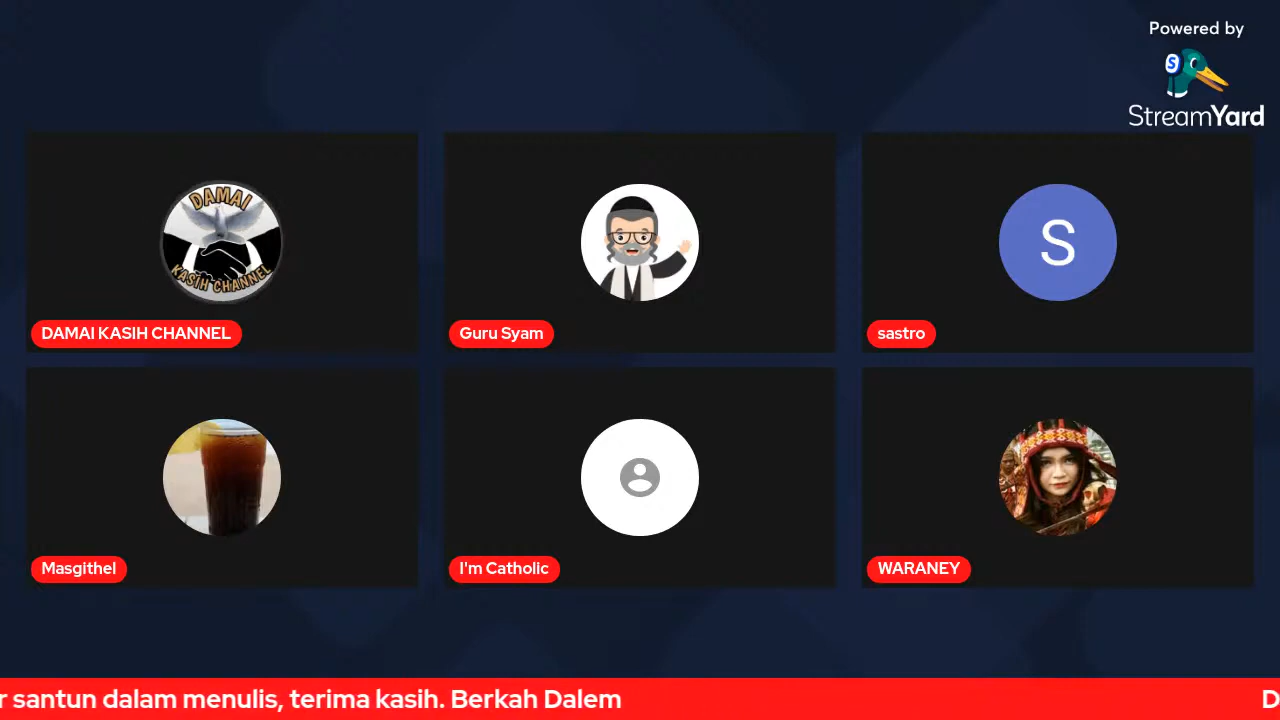 Powered by
S
StreamYard
DAMAI
KASIH CHANNEL
DAMAI KASIH CHANNEL
Guru Syam
S
sastro
Masgithel
I'm Catholic
WARANEY
r santun dalam menulis, terima kasih. Berkah Dalem
D